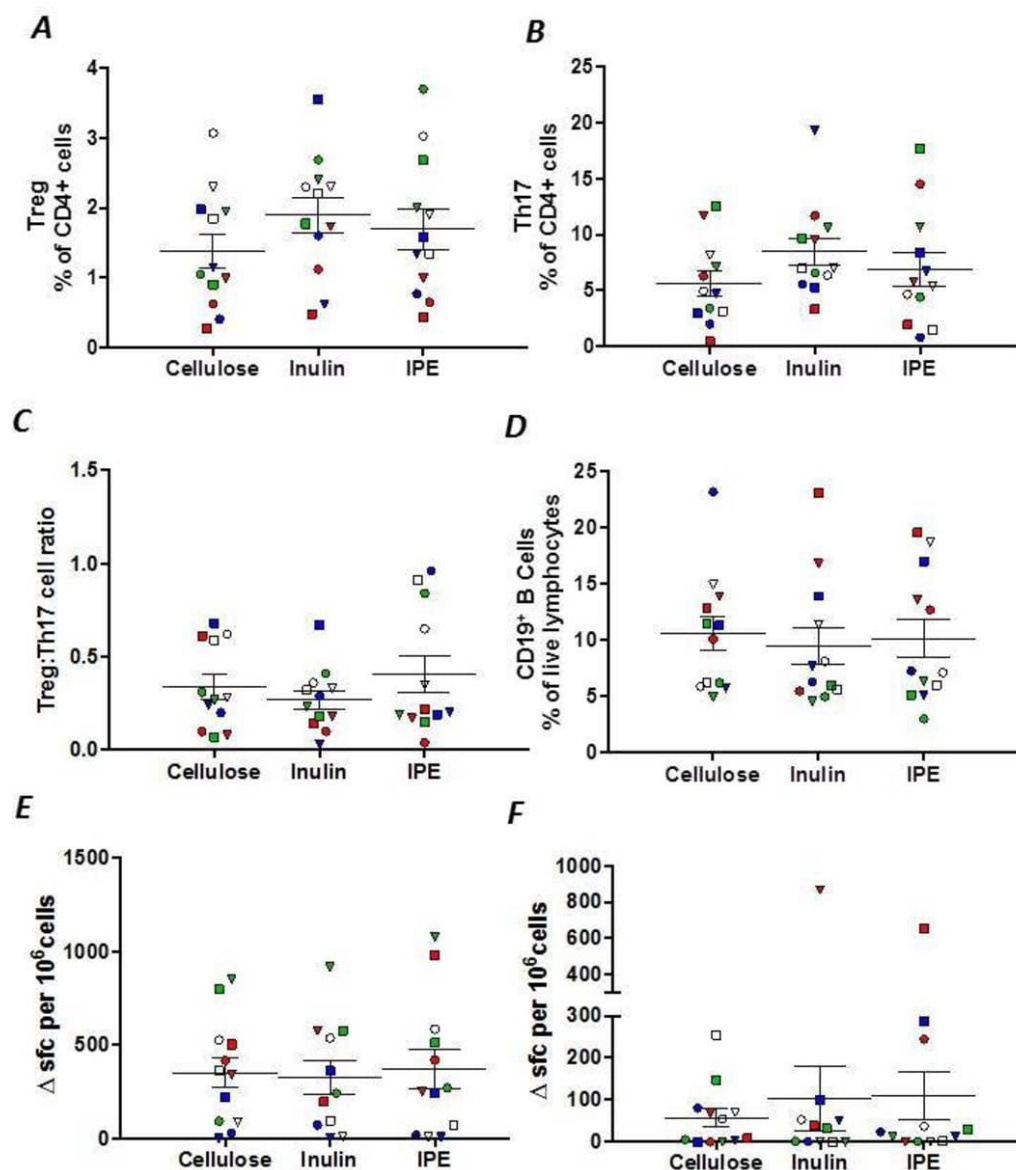 A
Treg
% of CD4+ cells
4
3
2
1
0
Cellulose Inulin IPE
B
Th17
% of CD4+ cells
25
20
15
10
5
0
Cellulose Inulin IPE
C
Treg:Th17 cell ratio
1.5
1.0
0.5
0.0
Cellulose Inulin IPE
D
CD19⁺ B Cells
% of live lymphocytes
25
20
15
10
5
0
Cellulose Inulin IPE
E
Δ sfc per 10⁶cells
1500
1000
500
0
Cellulose Inulin IPE
F
Δ sfc per 10⁶cells
1000
800
600
400
300
200
100
0
Cellulose Inulin IPE